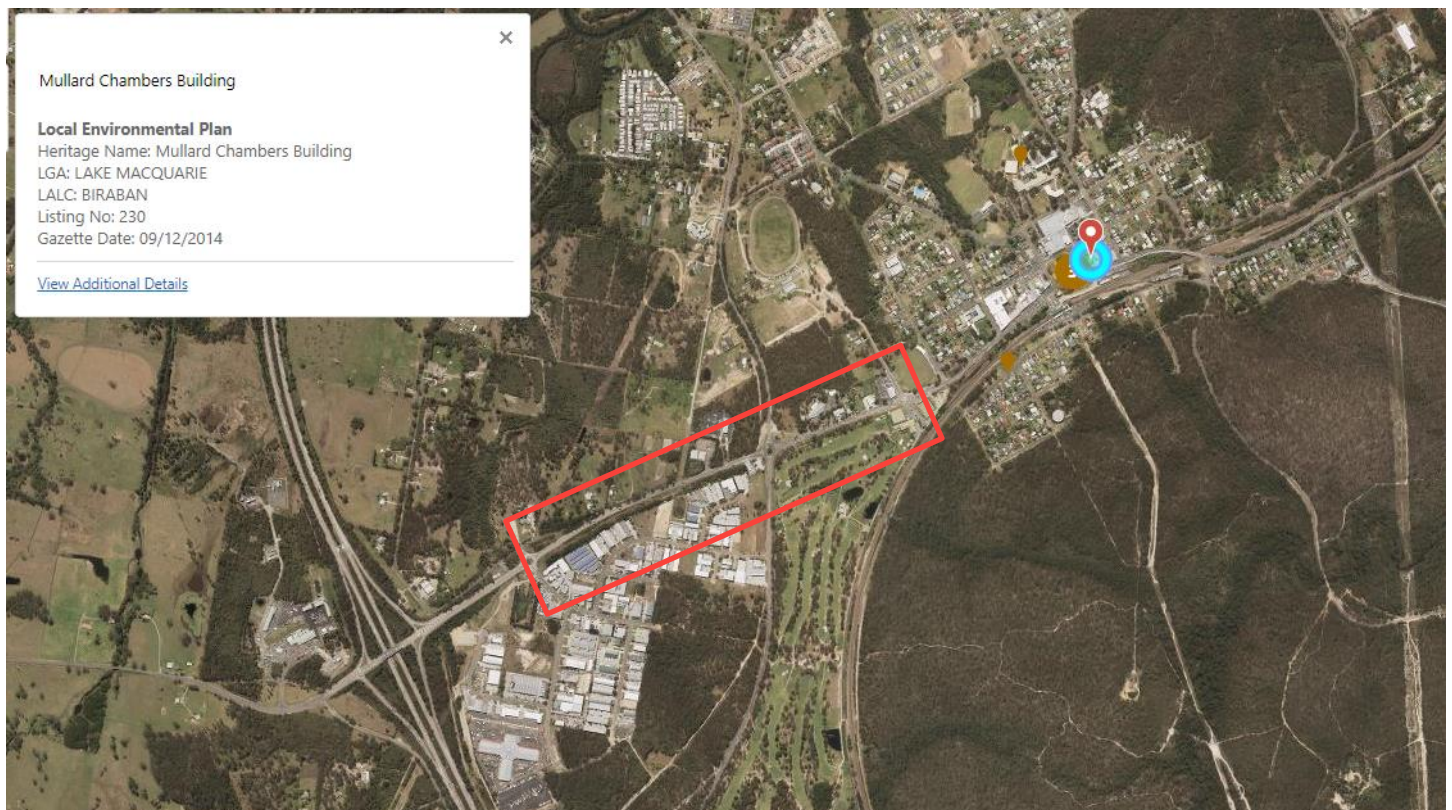 Mullard Chambers Building
Local Environmental Plan
Heritage Name: Mullard Chambers Building
LGA: LAKE MACQUARIE
LALC: BIRABAN
Listing No: 230
Gazette Date: 09/12/2014
View Additional Details